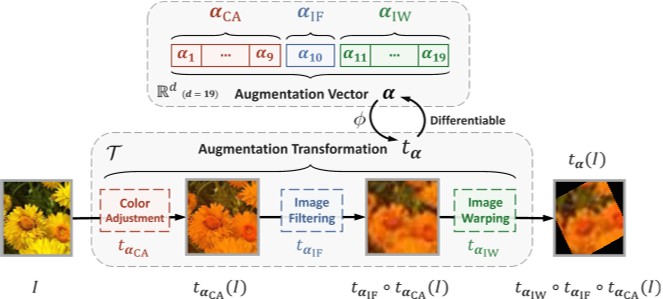 α_CA α_IF α_IW
α_1 ... α_9 α_10 α_11 ... α_19
ℝ^d (d = 19) Augmentation Vector α
ϕ Differentiable
𝒯 Augmentation Transformation t_α
t_α(I)
Color Adjustment
Image Filtering
Image Warping
t_α_CA t_α_IF t_α_IW
I t_α_CA(I) t_α_IF ∘ t_α_CA(I) t_α_IW ∘ t_α_IF ∘ t_α_CA(I)